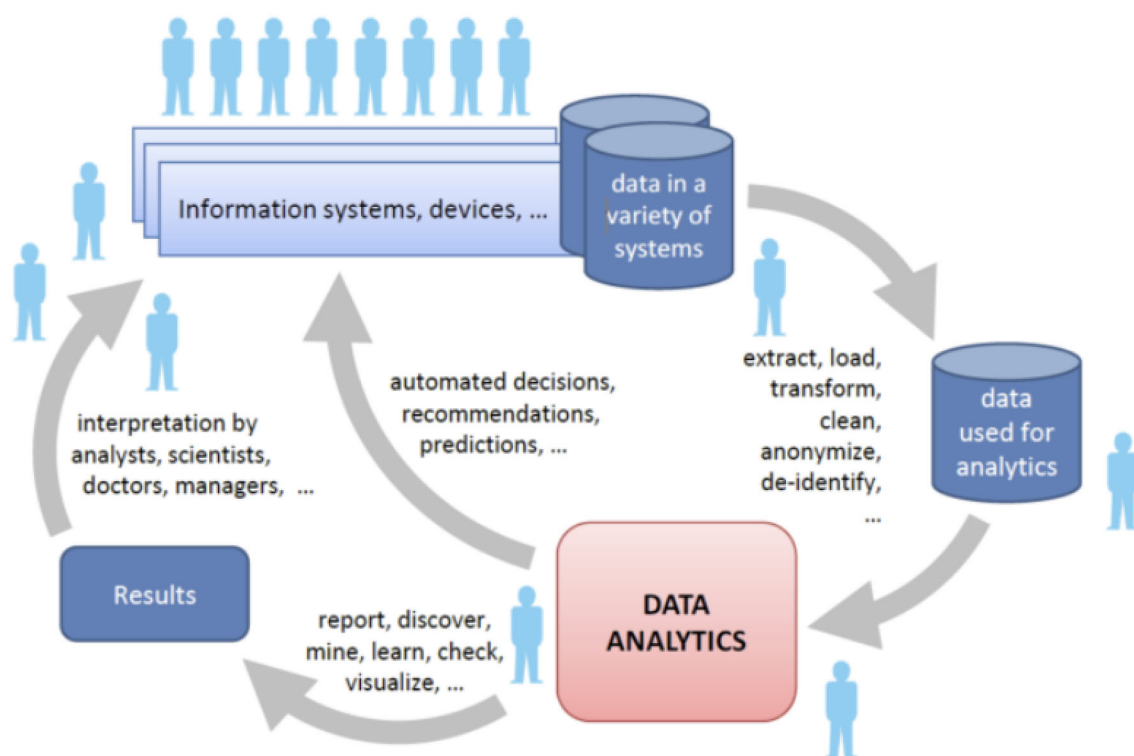 Information systems, devices, ...
data in a
variety of
systems
extract, load,
transform,
clean,
anonymize,
de-identify,
...
data
used for
analytics
automated decisions,
recommendations,
predictions, ...
interpretation by
analysts, scientists,
doctors, managers, ...
Results
report, discover,
mine, learn, check,
visualize, ...
DATA
ANALYTICS